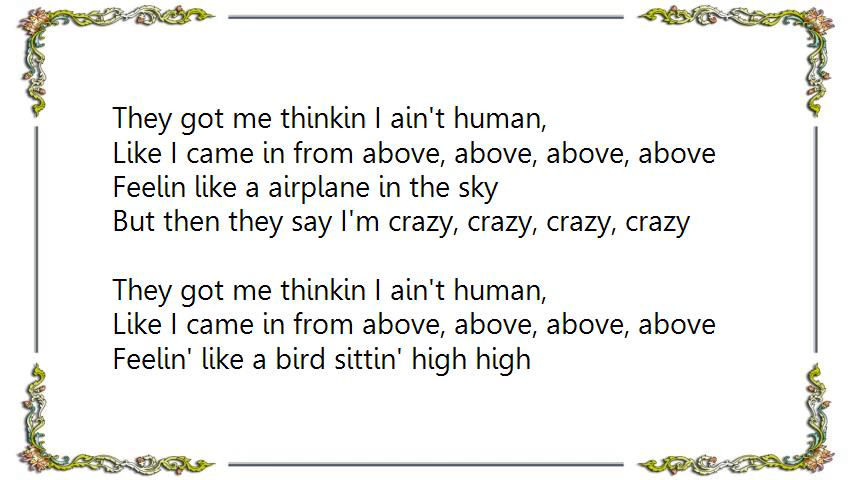 They got me thinkin I ain't human,
Like I came in from above, above, above, above
Feelin like a airplane in the sky
But then they say I'm crazy, crazy, crazy, crazy
They got me thinkin I ain't human,
Like I came in from above, above, above, above
Feelin' like a bird sittin' high high